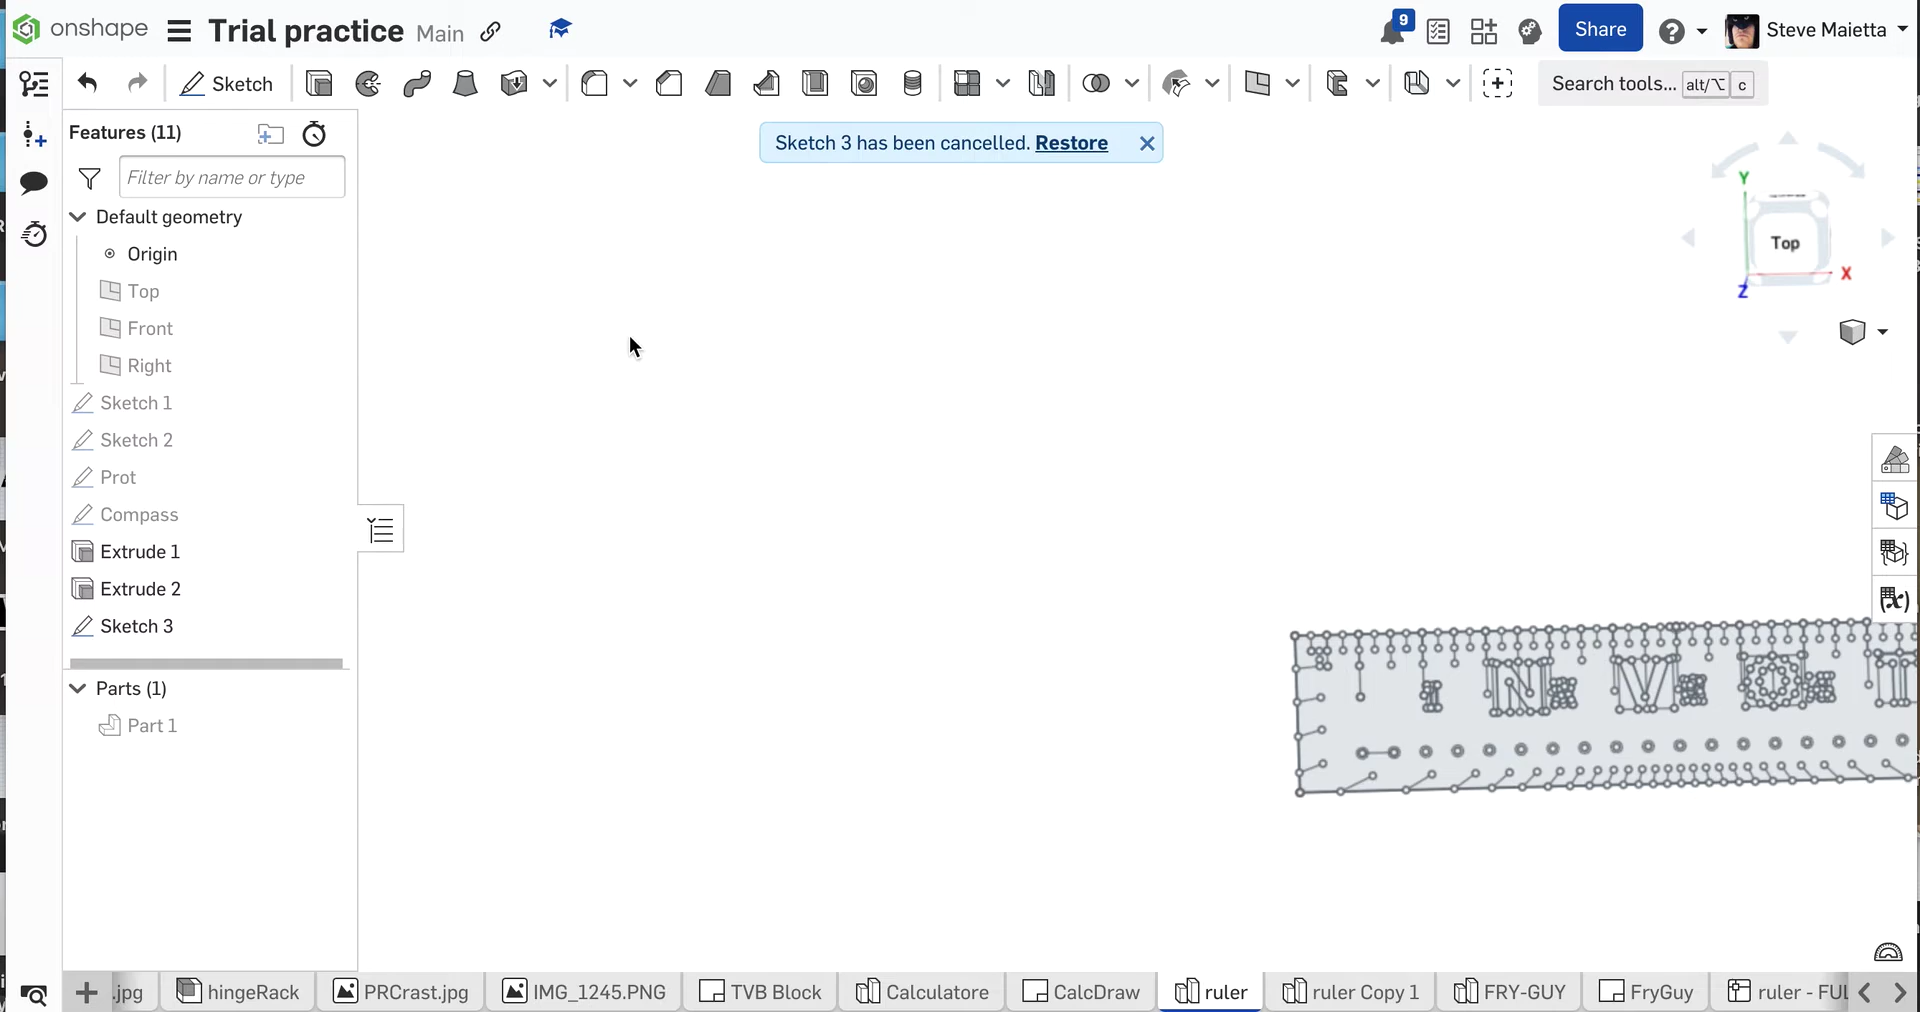 onshape Trial practice Main 9 Share Steve Maietta
Sketch Search tools... alt/⌥ c
Features (11)
Sketch 3 has been cancelled. Restore
Filter by name or type
Default geometry
Origin
Top
Front
Right
Sketch 1
Sketch 2
Prot
Compass
Extrude 1
Extrude 2
Sketch 3
Parts (1)
Part 1
Y
Top
X
Z
(x)
I N V O
.jpg hingeRack PRCrast.jpg IMG_1245.PNG TVB Block Calculatore CalcDraw ruler ruler Copy 1 FRY-GUY FryGuy ruler - FUL